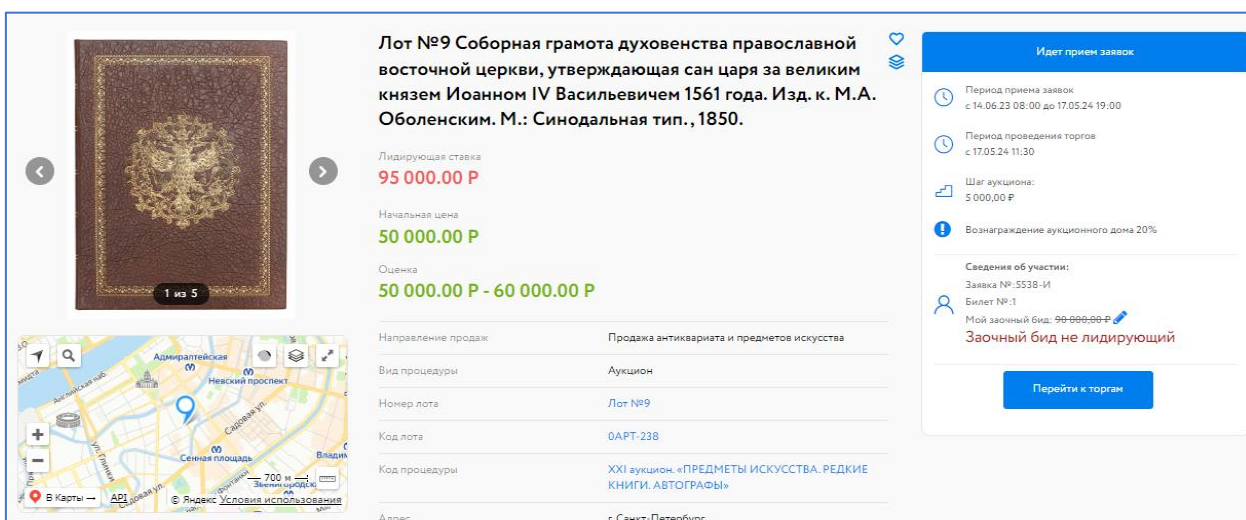 Лот №9 Соборная грамота духовенства православной
восточной церкви, утверждающая сан царя за великим
князем Иоанном IV Васильевичем 1561 года. Изд. к. М.А.
Оболенским. М.: Синодальная тип., 1850.
Лидирующая ставка
95 000.00 Р
Начальная цена
50 000.00 Р
Оценка
50 000.00 Р - 60 000.00 Р
1 из 5
Направление продаж Продажа антиквариата и предметов искусства
Вид процедуры Аукцион
Номер лота Лот №9
Код лота 0АРТ-238
Код процедуры XXI аукцион. «ПРЕДМЕТЫ ИСКУССТВА. РЕДКИЕ
КНИГИ. АВТОГРАФЫ»
Адрес г. Санкт-Петербург
Идет прием заявок
Период приема заявок
с 14.06.23 08:00 до 17.05.24 19:00
Период проведения торгов
с 17.05.24 11:30
Шаг аукциона:
5 000,00 ₽
Вознаграждение аукционного дома 20%
Сведения об участии:
Заявка №:5538-И
Билет №:1
Мой заочный бид: 90 000,00 ₽
Заочный бид не лидирующий
Перейти к торгам
Адмиралтейская
Невский проспект
Английская наб.
Садовая ул.
ул. Глинки
Сенная площадь
Владим
700 м
В Карты →
API
© Яндекс Условия использования